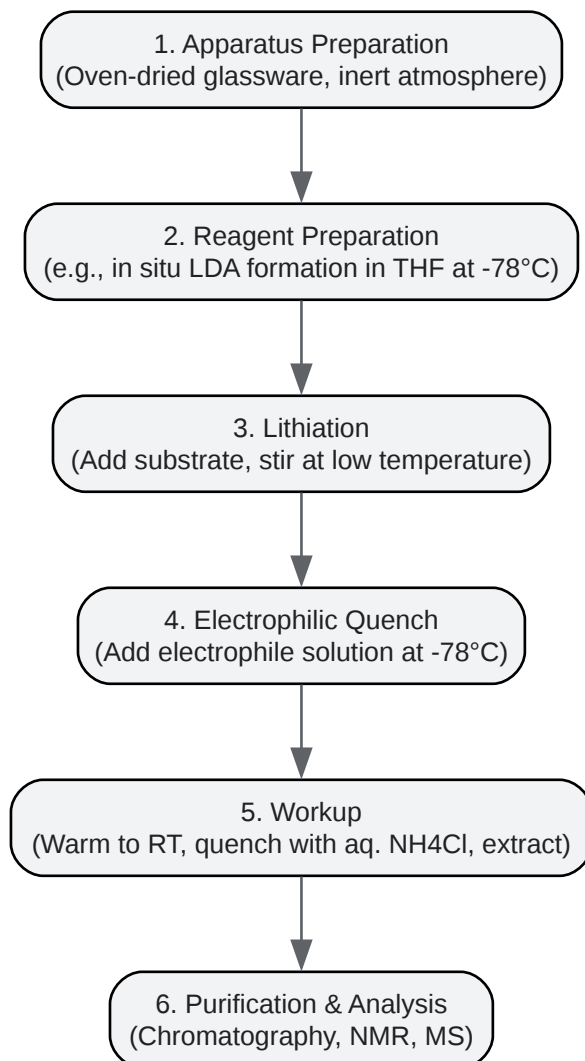 1. Apparatus Preparation
(Oven-dried glassware, inert atmosphere)
2. Reagent Preparation
(e.g., in situ LDA formation in THF at -78°C)
3. Lithiation
(Add substrate, stir at low temperature)
4. Electrophilic Quench
(Add electrophile solution at -78°C)
5. Workup
(Warm to RT, quench with aq. NH4Cl, extract)
6. Purification & Analysis
(Chromatography, NMR, MS)